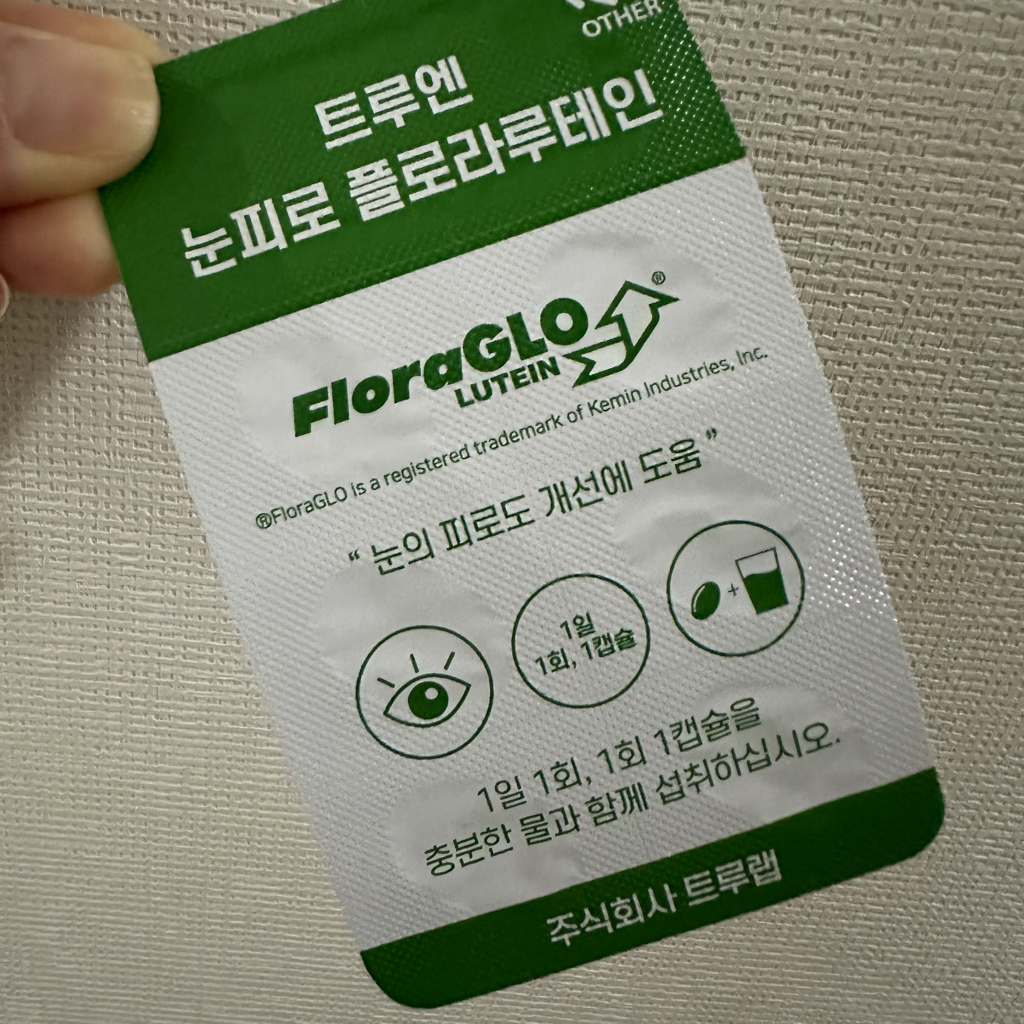 OTHER
트루엔
눈피로 플로라루테인
FloraGLO®
LUTEIN
®FloraGLO is a registered trademark of Kemin Industries, Inc.
“ 눈의 피로도 개선에 도움 ”
1일
1회, 1캡슐
+
1일 1회, 1회 1캡슐을
충분한 물과 함께 섭취하십시오.
주식회사 트루랩